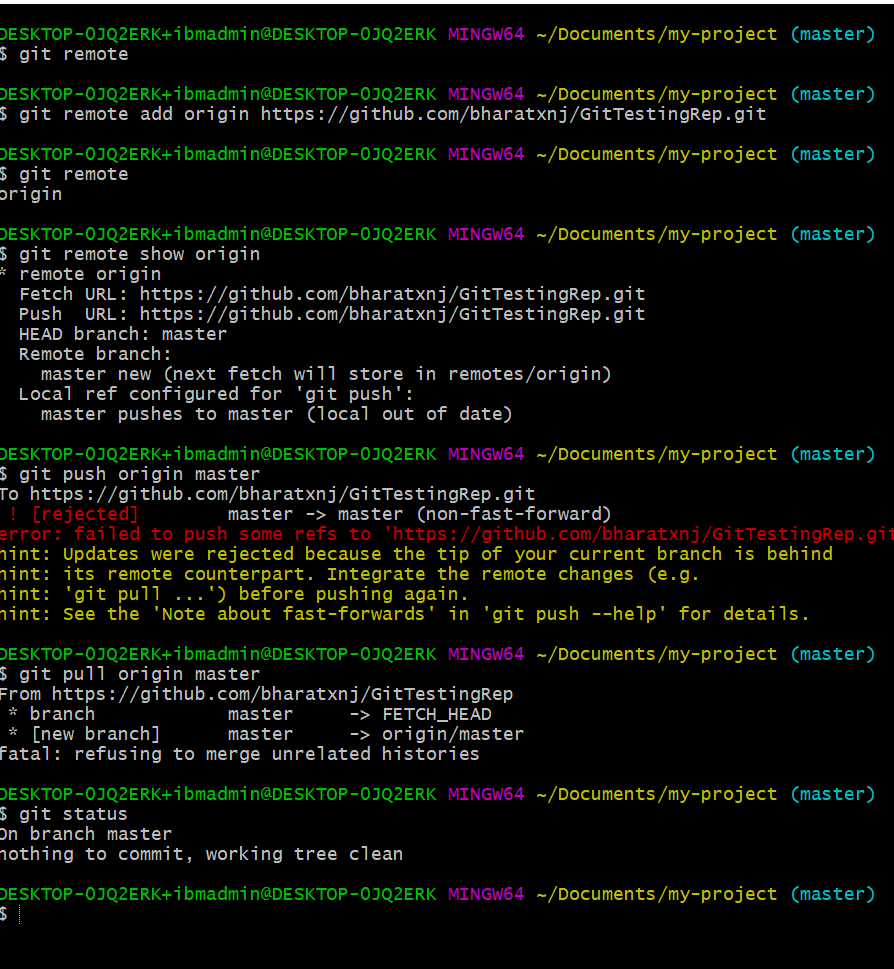 DESKTOP-0JQ2ERK+ibmadmin@DESKTOP-0JQ2ERK MINGW64 ~/Documents/my-project (master)
$ git remote
DESKTOP-0JQ2ERK+ibmadmin@DESKTOP-0JQ2ERK MINGW64 ~/Documents/my-project (master)
$ git remote add origin https://github.com/bharatxnj/GitTestingRep.git
DESKTOP-0JQ2ERK+ibmadmin@DESKTOP-0JQ2ERK MINGW64 ~/Documents/my-project (master)
$ git remote
origin
DESKTOP-0JQ2ERK+ibmadmin@DESKTOP-0JQ2ERK MINGW64 ~/Documents/my-project (master)
$ git remote show origin
* remote origin
  Fetch URL: https://github.com/bharatxnj/GitTestingRep.git
  Push  URL: https://github.com/bharatxnj/GitTestingRep.git
  HEAD branch: master
  Remote branch:
    master new (next fetch will store in remotes/origin)
  Local ref configured for 'git push':
    master pushes to master (local out of date)
DESKTOP-0JQ2ERK+ibmadmin@DESKTOP-0JQ2ERK MINGW64 ~/Documents/my-project (master)
$ git push origin master
To https://github.com/bharatxnj/GitTestingRep.git
 ! [rejected]        master -> master (non-fast-forward)
error: failed to push some refs to 'https://github.com/bharatxnj/GitTestingRep.git
hint: Updates were rejected because the tip of your current branch is behind
hint: its remote counterpart. Integrate the remote changes (e.g.
hint: 'git pull ...') before pushing again.
hint: See the 'Note about fast-forwards' in 'git push --help' for details.
DESKTOP-0JQ2ERK+ibmadmin@DESKTOP-0JQ2ERK MINGW64 ~/Documents/my-project (master)
$ git pull origin master
From https://github.com/bharatxnj/GitTestingRep
 * branch            master     -> FETCH_HEAD
 * [new branch]      master     -> origin/master
fatal: refusing to merge unrelated histories
DESKTOP-0JQ2ERK+ibmadmin@DESKTOP-0JQ2ERK MINGW64 ~/Documents/my-project (master)
$ git status
On branch master
nothing to commit, working tree clean
DESKTOP-0JQ2ERK+ibmadmin@DESKTOP-0JQ2ERK MINGW64 ~/Documents/my-project (master)
$